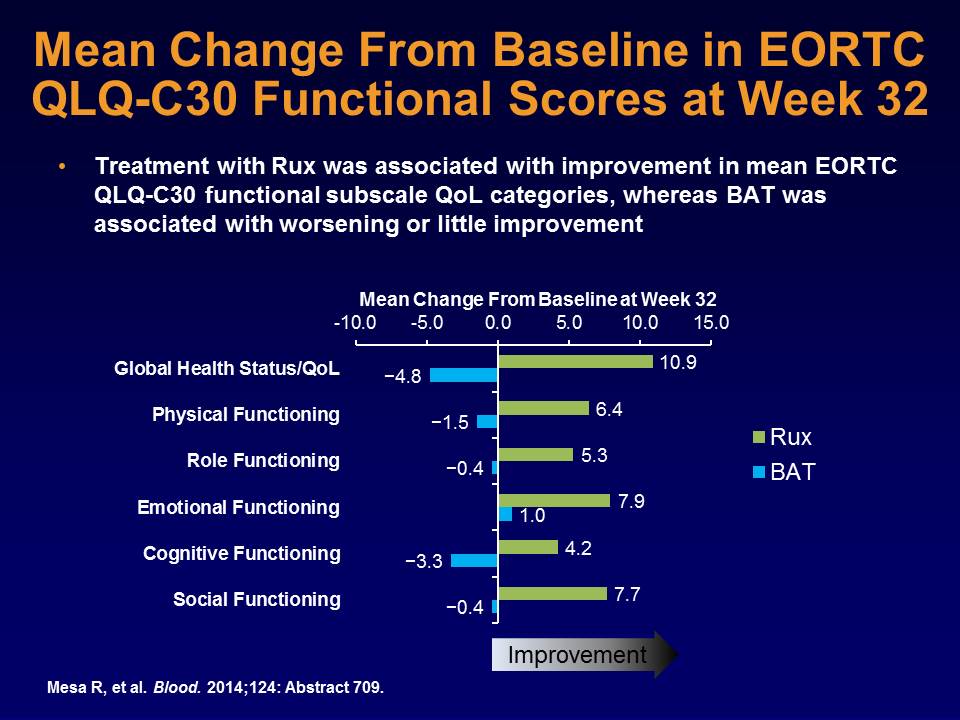 Mean Change From Baseline in EORTC
QLQ-C30 Functional Scores at Week 32
• Treatment with Rux was associated with improvement in mean EORTC
QLQ-C30 functional subscale QoL categories, whereas BAT was
associated with worsening or little improvement
Mean Change From Baseline at Week 32
-10.0 -5.0 0.0 5.0 10.0 15.0
Global Health Status/QoL
10.9
−4.8
Physical Functioning
6.4
−1.5
Role Functioning
5.3
−0.4
Emotional Functioning
7.9
1.0
Cognitive Functioning
4.2
−3.3
Social Functioning
7.7
−0.4
Rux
BAT
Improvement
Mesa R, et al. Blood. 2014;124: Abstract 709.